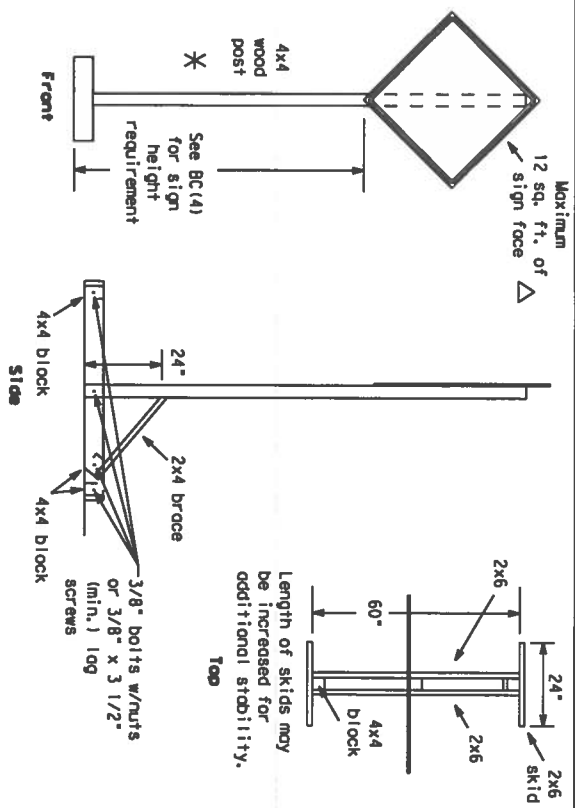 Maximum
12 sq. ft. of
sign face
4x4
wood
post
See BC(4)
for sign
height
requirement
Front
24"
2x4 brace
4x4 block
4x4 block
3/8" bolts w/nuts
or 3/8" x 3 1/2"
(min.) lag
screws
Side
24"
2x6
skid
2x6
60"
4x4
block
2x6
Length of skids may
be increased for
additional stability.
Top